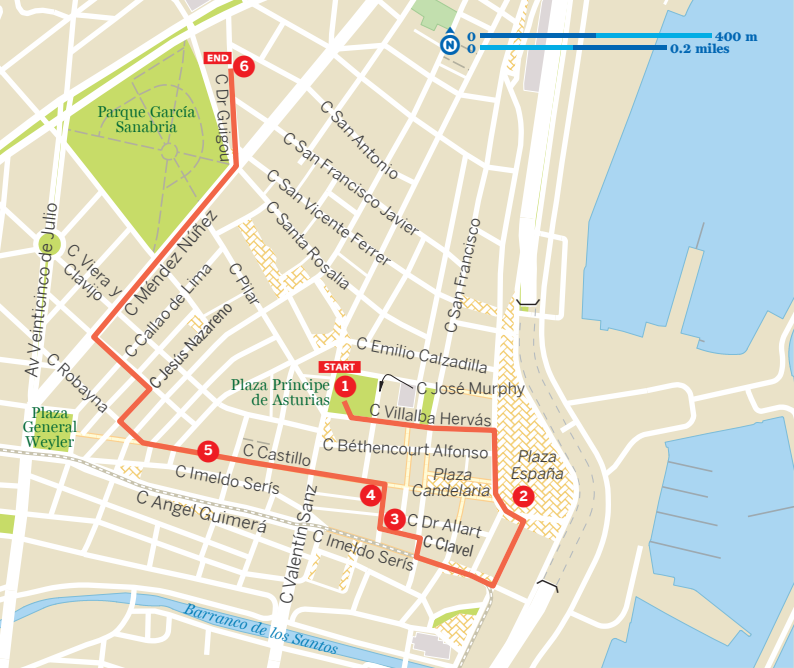 0
400 m
N
0
0.2 miles
END
6
C Dr Guigou
Parque García
Sanabria
C San Antonio
C San Francisco Javier
C San Vicente Ferrer
C Santa Rosalia
C San Francisco
Av Veinticinco de Julio
C Viera y
Clavijo
C Méndez Núñez
C Callao de Lima
C Pilar
C Jesús Nazareno
C Robayna
C Emilio Calzadilla
START
1
Plaza Príncipe
de Asturias
C José Murphy
C Villalba Hervás
Plaza
General
Weyler
C Béthencourt Alfonso
Plaza
España
5
C Castillo
Plaza
Candelaria
C Imeldo Serís
4
2
C Angel Guimerá
C Valentín Sanz
3
C Dr Allart
C Clavel
C Imeldo Serís
Barranco de los Santos